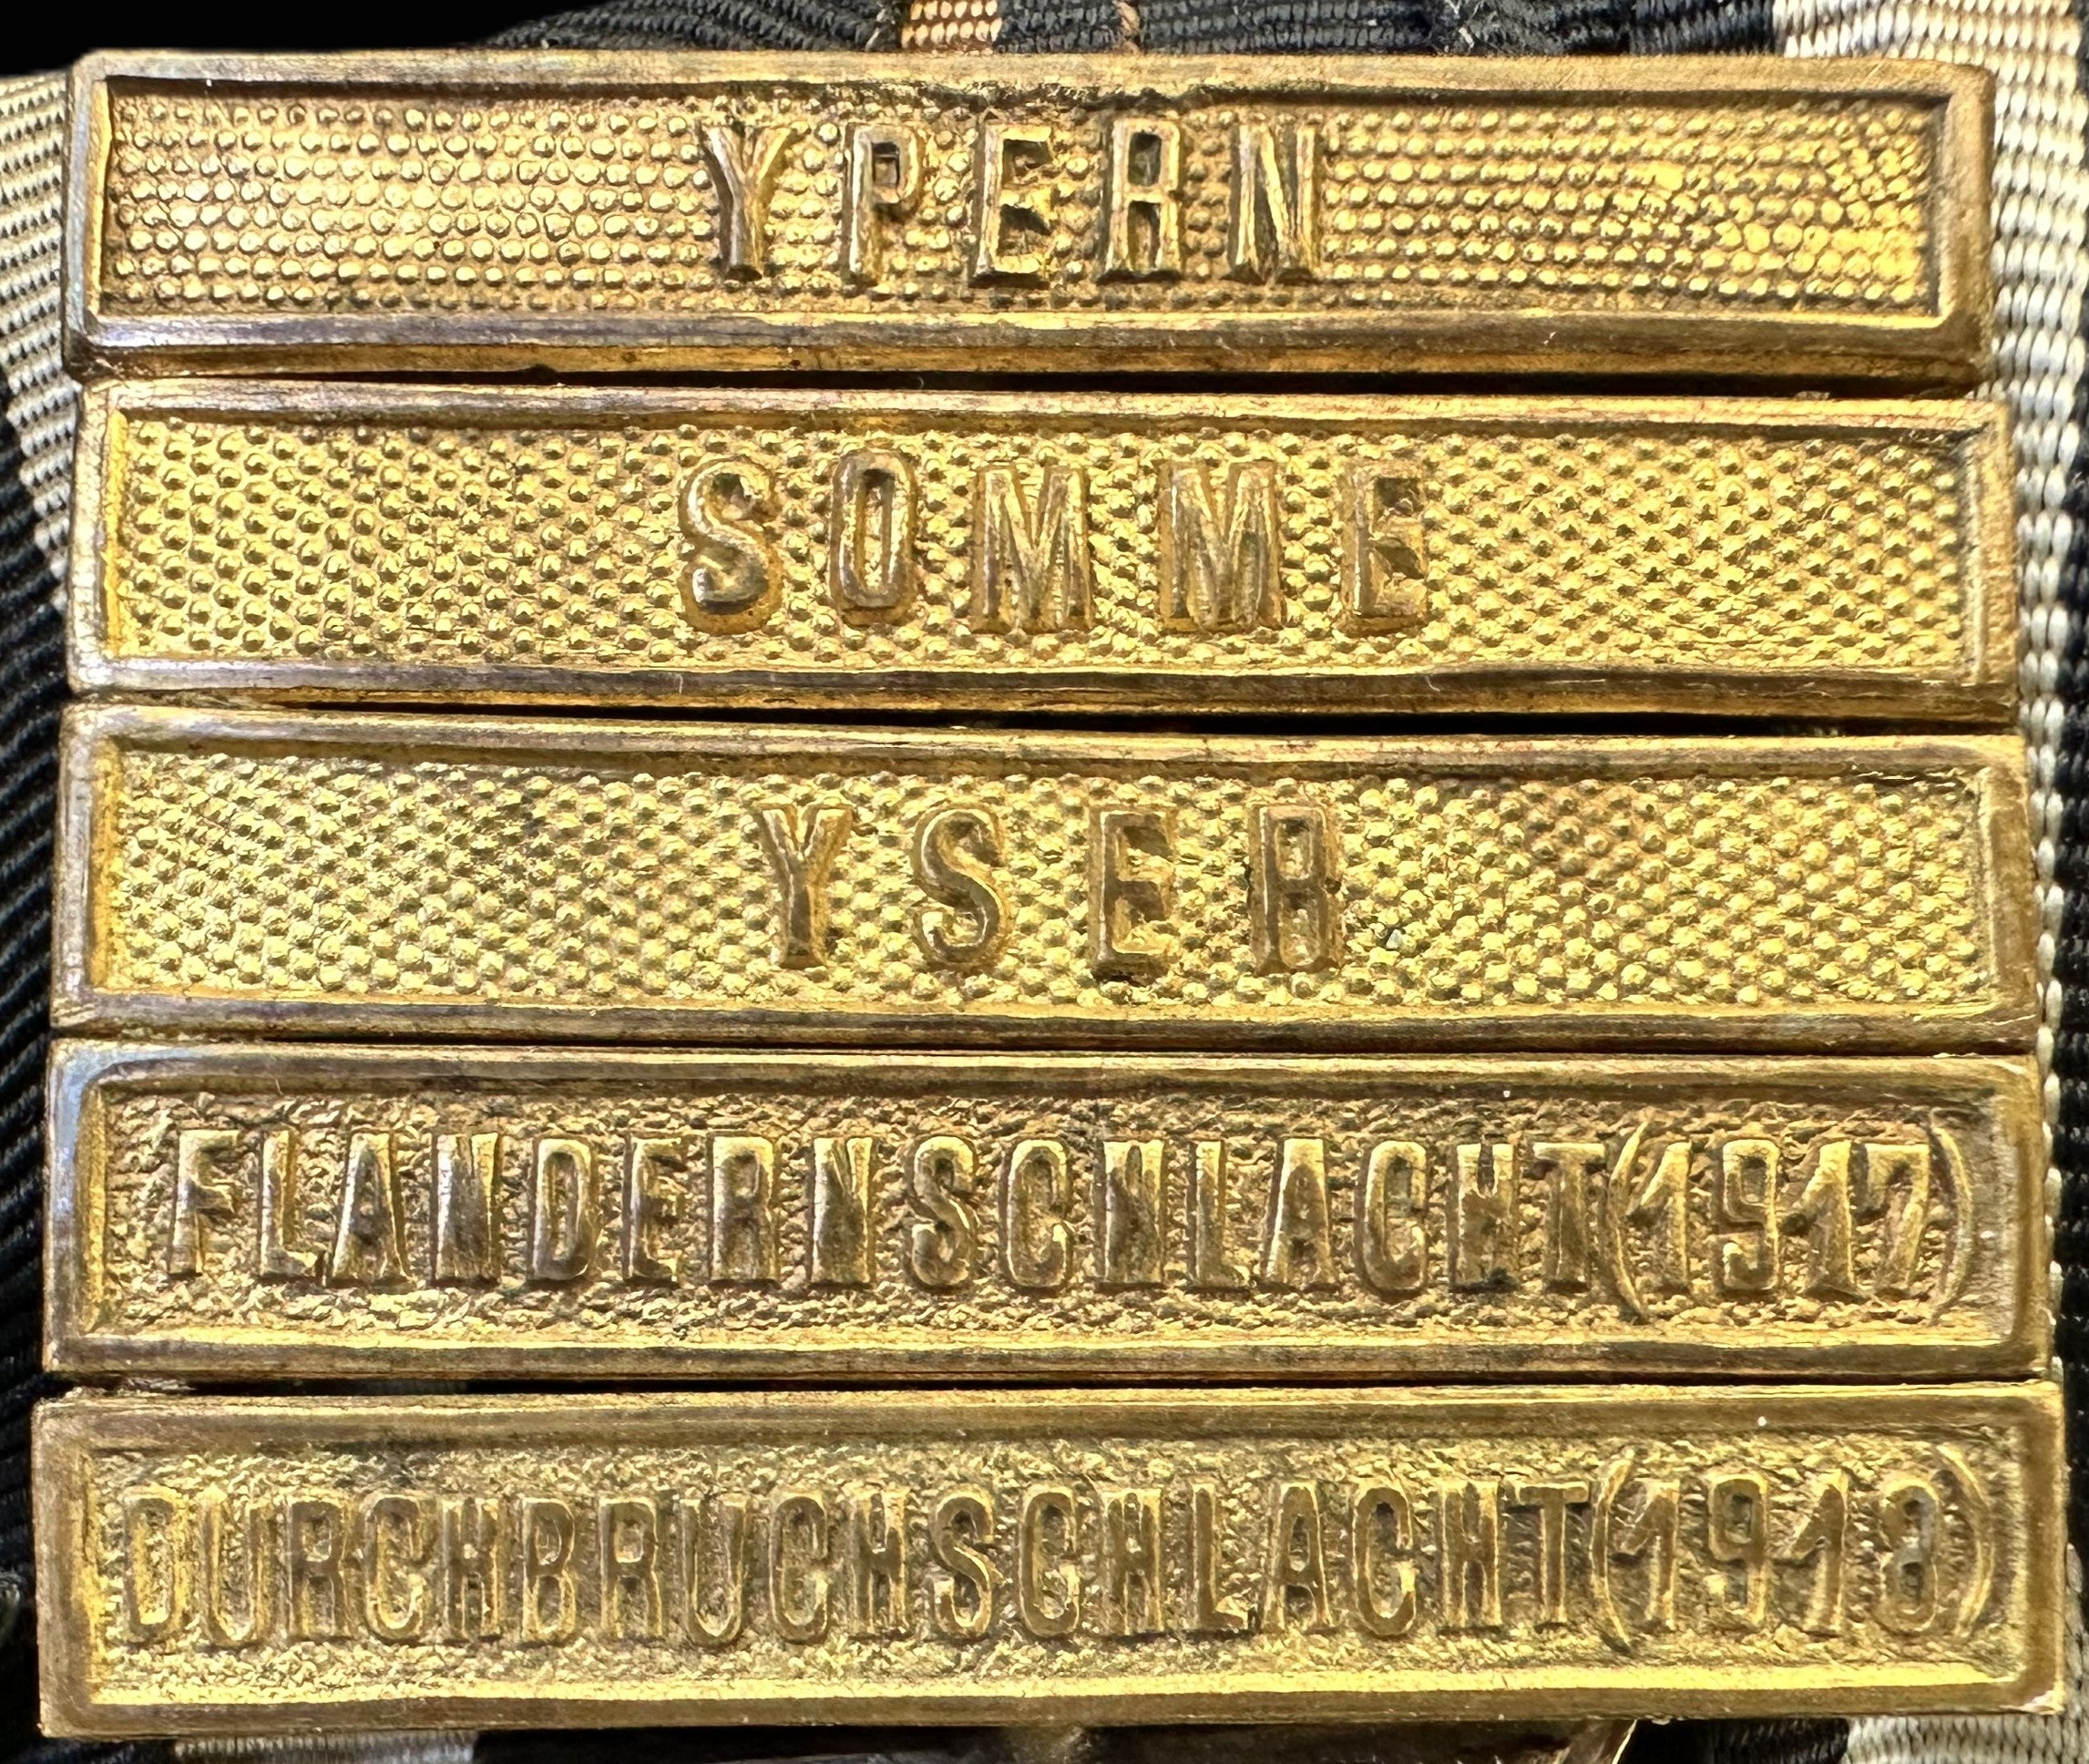 YPERN
SOMME
YSER
FLANDERNSCHLACHT(1917)
DURCHBRUCHSCHLACHT(1918)